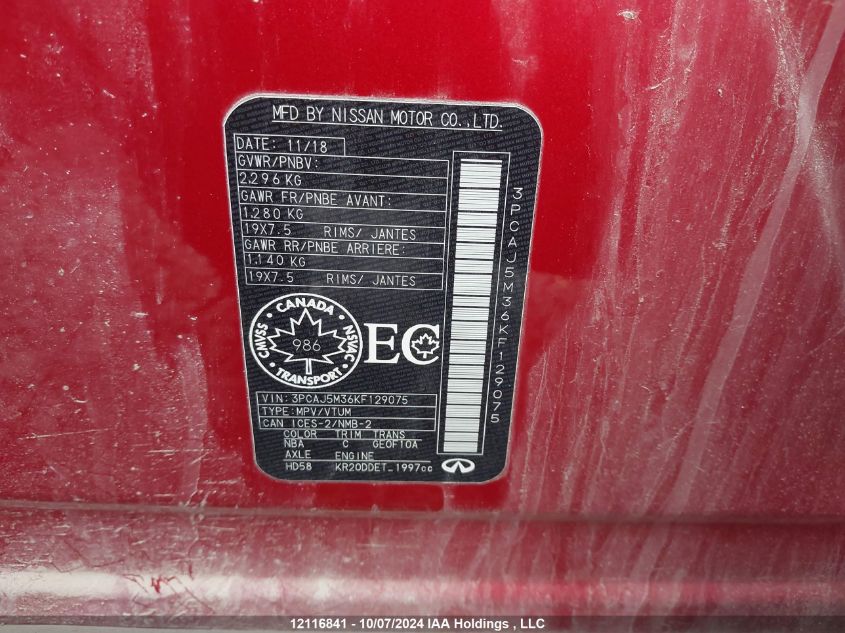 MFD BY NISSAN MOTOR CO.,LTD.
DATE: 11/18
GVWR/PNBV:
2.296 KG
GAWR FR/PNBE AVANT:
1.280 KG
19X7.5 RIMS/ JANTES
GAWR RR/PNBE ARRIERE:
1.140 KG
19X7.5 RIMS/ JANTES
3PCAJ5M36KF129075
CANADA
CMVSS
NSVAC
986
TRANSPORT
EC
VIN: 3PCAJ5M36KF129075
TYPE: MPV/VTUM
CAN ICES-2/NMB-2
COLOR TRIM TRANS
NBA C GEOF10A
AXLE ENGINE
HD58 KR20DDET_1997cc
12116841 - 10/07/2024 IAA Holdings , LLC